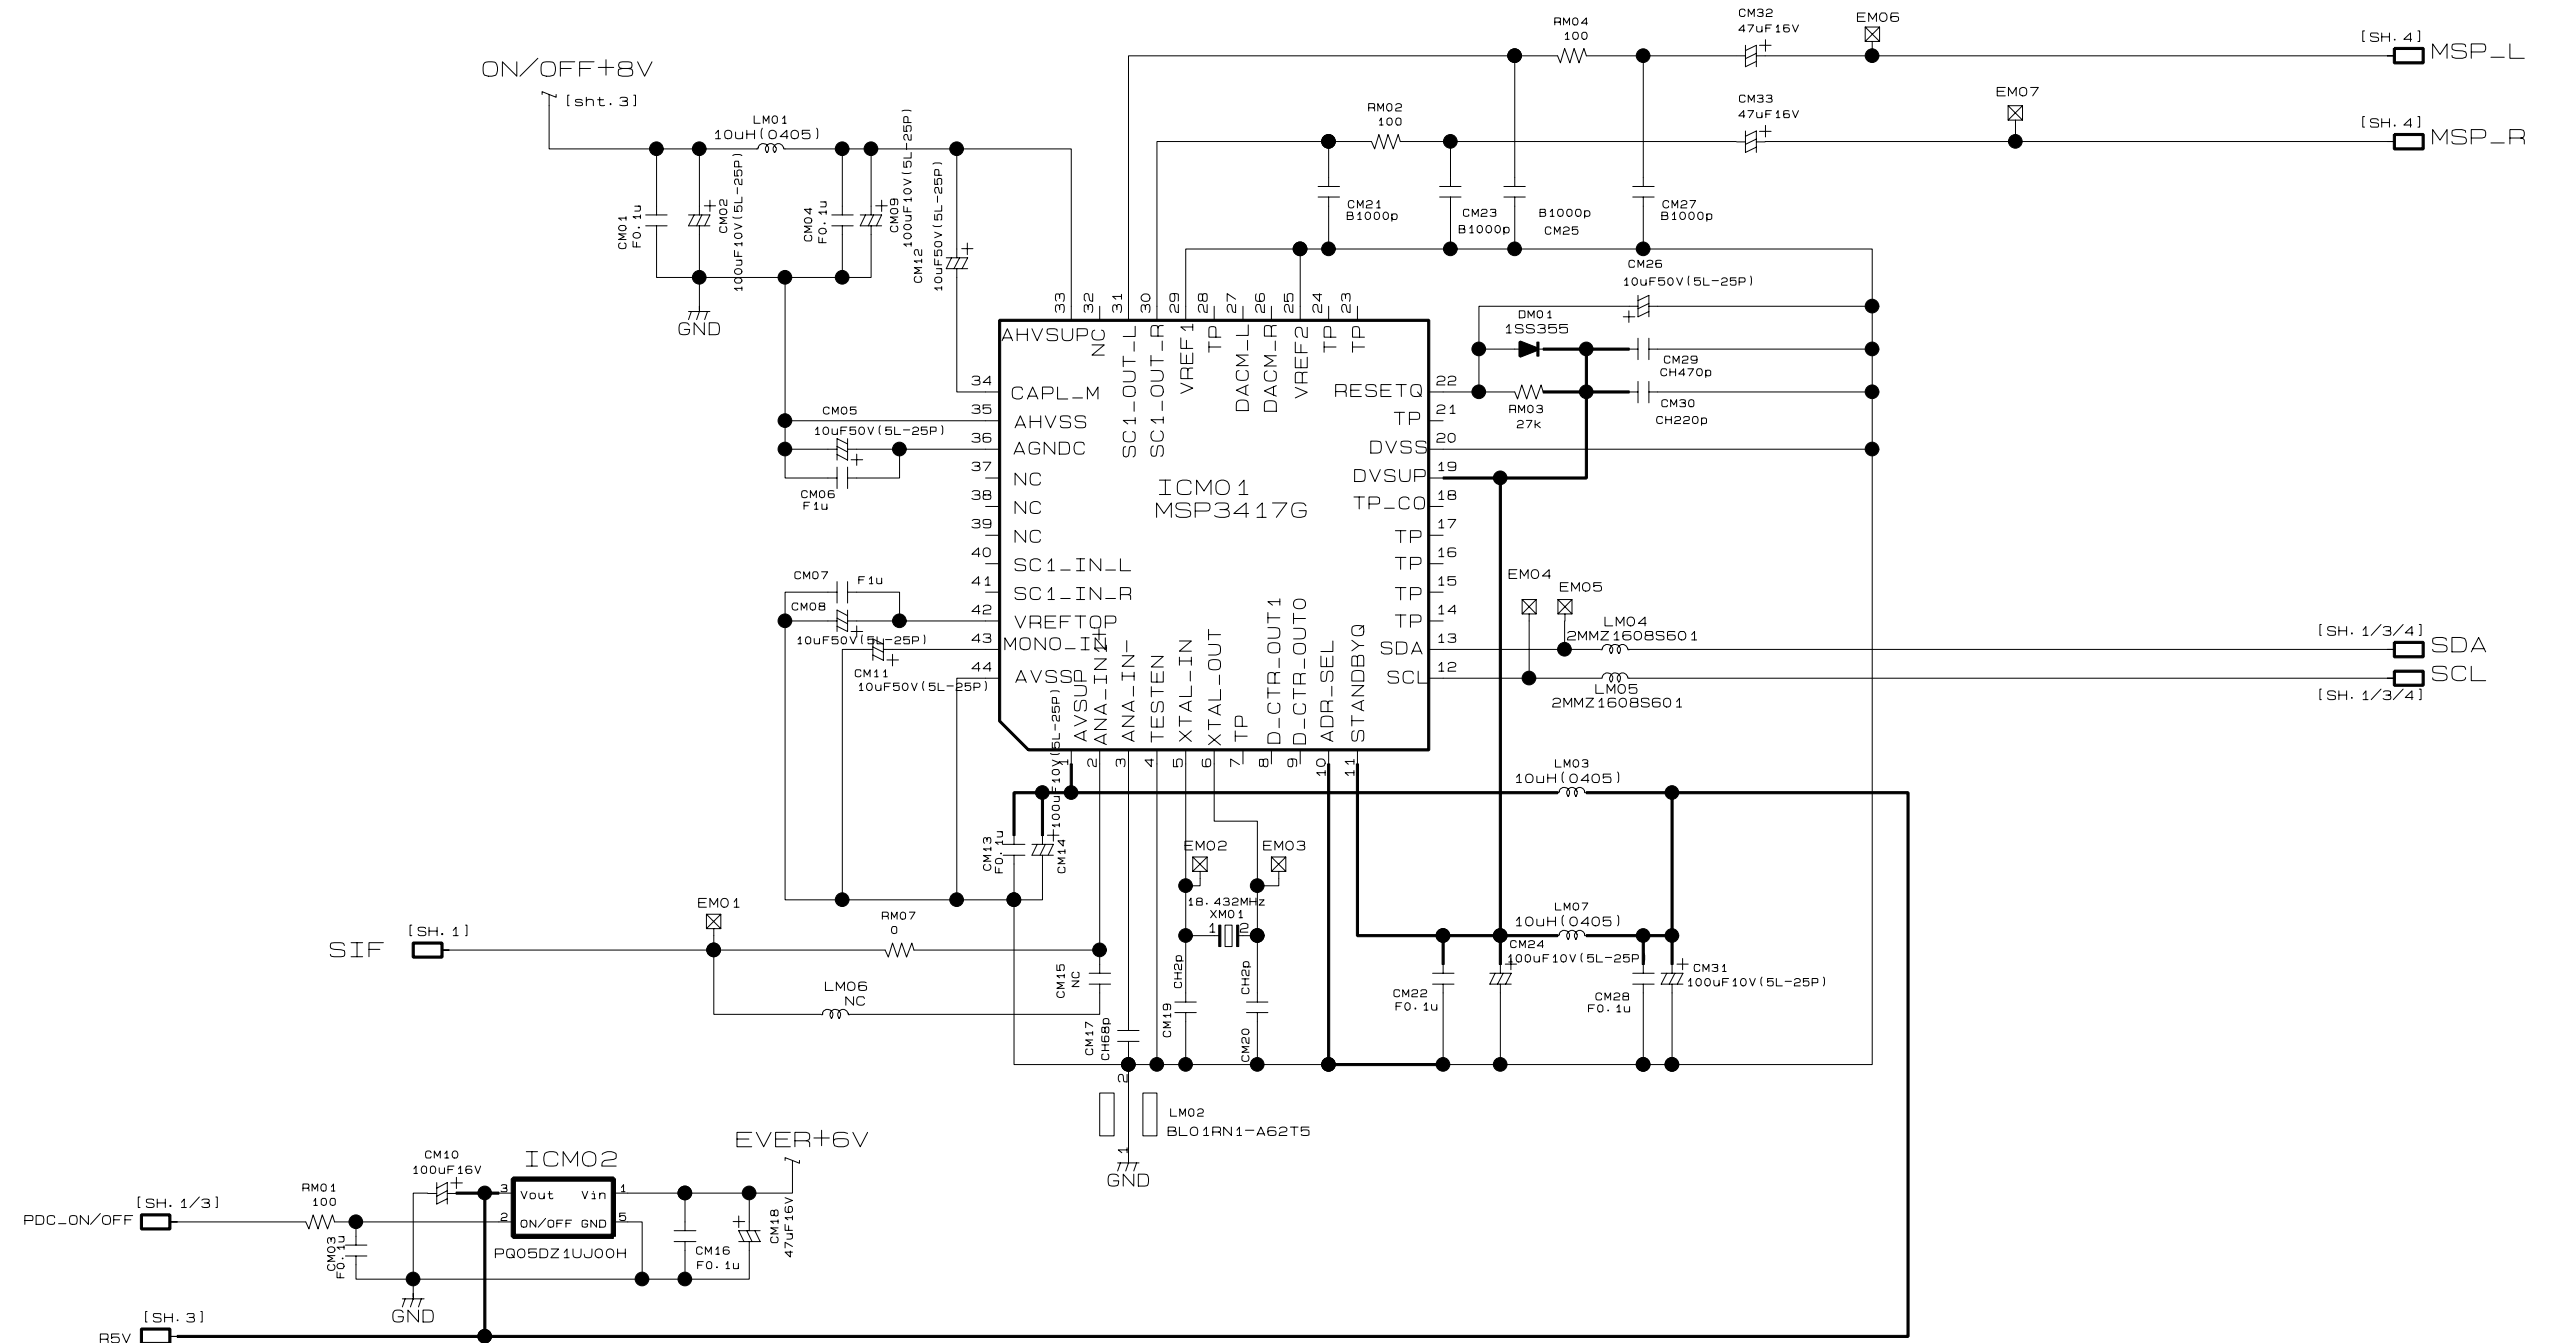 CM32
47uF16V
EM06
RM04
100
[SH. 4]
MSP_L
ON/OFF+8V
[sht. 3]
EM07
CM33
47uF16V
RM02
100
[SH. 4]
MSP_R
LM01
10uH(0405)
CM01
F0.1u
CM02
100uF10V(5L-25P)
CM04
F0.1u
CM09
100uF10V(5L-25P)
CM12
10uF50V(5L-25P)
GND
CM21
B1000p
CM23
B1000p
B1000p
CM25
CM27
B1000p
CM26
10uF50V(5L-25P)
DM01
1SS355
CM29
CH470p
RM03
27k
CM30
CH220p
33
32
31
30
29
28
27
26
25
24
23
AHVSUP
NC
SC1_OUT_L
SC1_OUT_R
VREF1
TP
DACM_L
DACM_R
VREF2
TP
TP
34
CAPL_M
35
AHVSS
36
AGNDC
37
NC
38
NC
39
NC
40
SC1_IN_L
41
SC1_IN_R
42
VREFTOP
43
MONO_IN
44
AVSS
ICM01
MSP3417G
RESETQ
22
TP
21
DVSS
20
DVSUP
19
TP_CO
18
TP
17
TP
16
TP
15
TP
14
SDA
13
SCL
12
AVSUP
ANA_IN1+
ANA_IN-
TESTEN
XTAL_IN
XTAL_OUT
TP
D_CTR_OUT1
D_CTR_OUT0
ADR_SEL
STANDBYQ
1
2
3
4
5
6
7
8
9
10
11
CM05
10uF50V(5L-25P)
CM06
F1u
CM07
F1u
CM08
10uF50V(5L-25P)
CM11
10uF50V(5L-25P)
EM04
EM05
LM04
2MMZ1608S601
[SH. 1/3/4]
SDA
SCL
LM05
2MMZ1608S601
[SH. 1/3/4]
LM03
10uH(0405)
CM13
F0.1u
CM14
100uF10V(5L-25P)
EM02
EM03
18.432MHz
XM01
1
2
EM01
RM07
0
SIF
[SH. 1]
LM06
NC
CM15
NC
CM17
CH68p
CM19
CH2p
CM20
CH2p
LM07
10uH(0405)
CM24
100uF10V(5L-25P
CM22
F0.1u
CM28
F0.1u
CM31
100uF10V(5L-25P)
2
LM02
BL01RN1-A62T5
1
GND
EVER+6V
ICM02
CM10
100uF16V
3
Vout
Vin
1
2
ON/OFF
GND
5
PQ05DZ1UJ00H
RM01
100
[SH. 1/3]
PDC_ON/OFF
CM03
F0.1u
CM16
F0.1u
CM18
47uF16V
GND
[SH. 3]
R5V